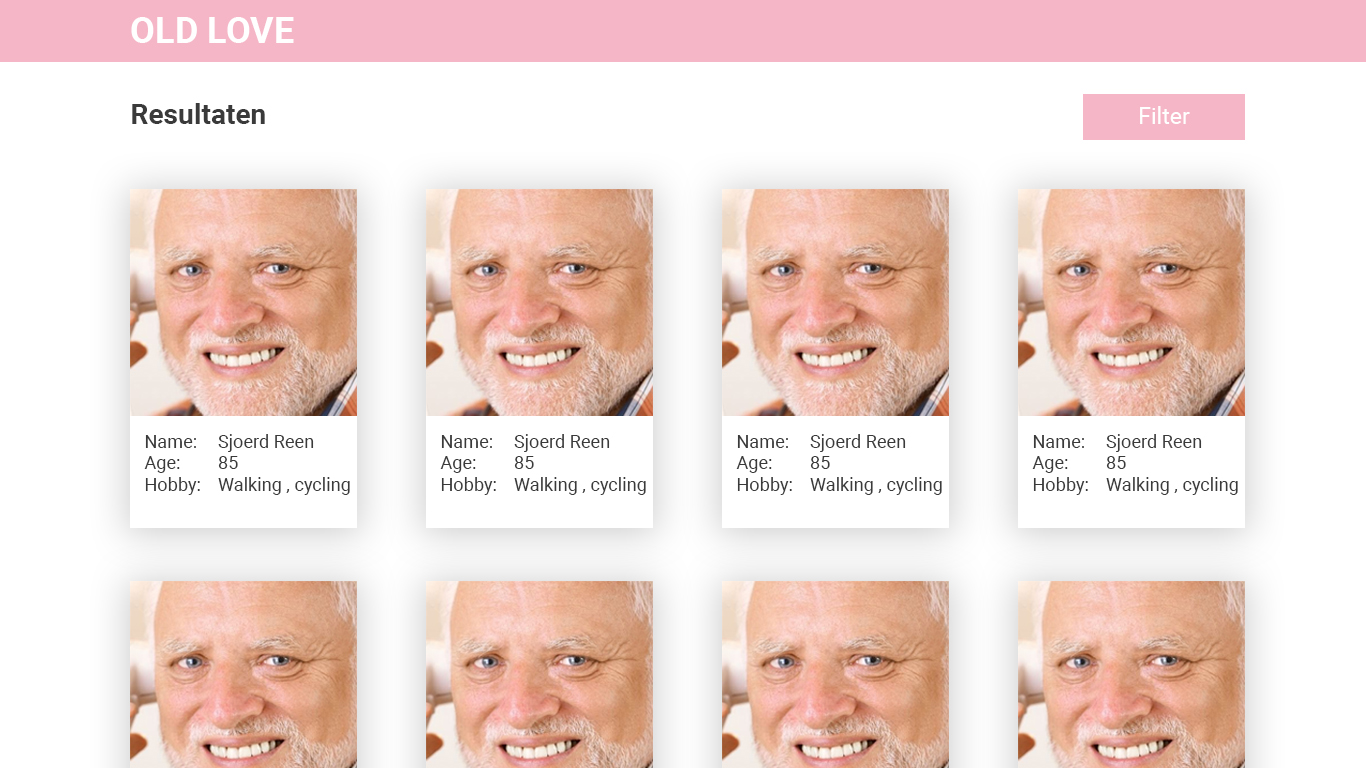 OLD LOVE
Resultaten
Filter
Name: Sjoerd Reen
Age: 85
Hobby: Walking , cycling
Name: Sjoerd Reen
Age: 85
Hobby: Walking , cycling
Name: Sjoerd Reen
Age: 85
Hobby: Walking , cycling
Name: Sjoerd Reen
Age: 85
Hobby: Walking , cycling